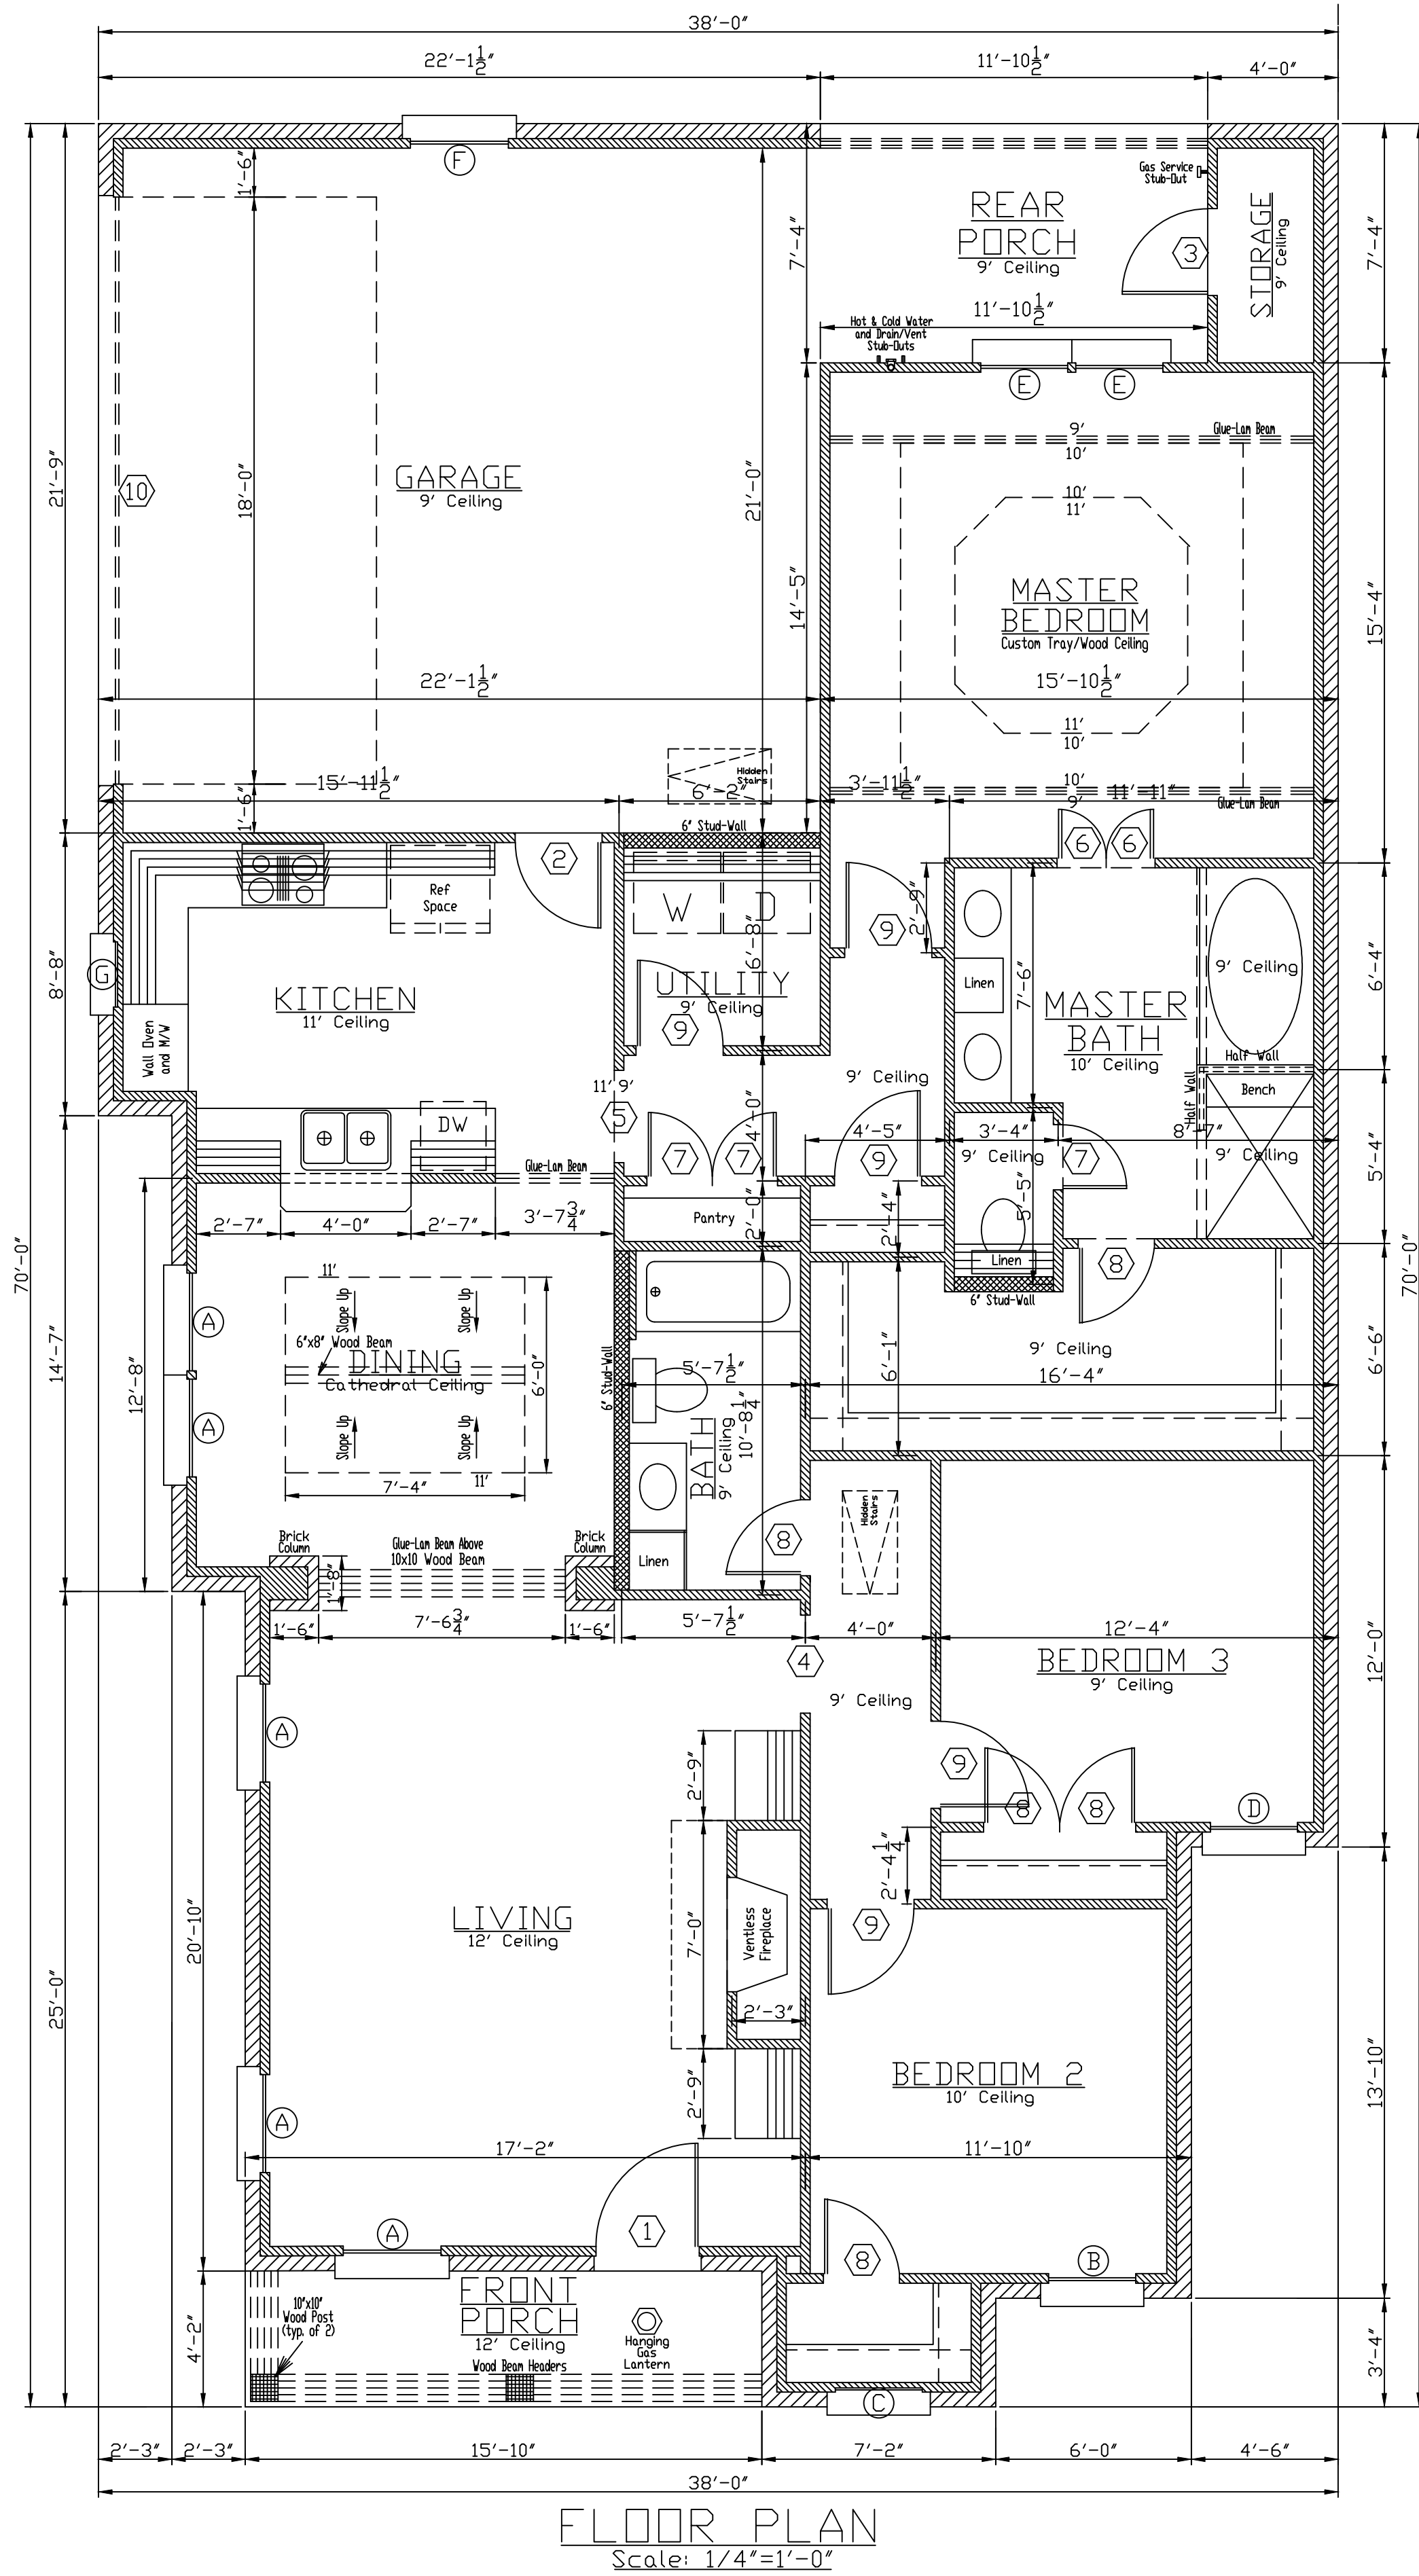 38'-0"
22'-1 1/2"
11'-10 1/2"
4'-0"
F
1'-6"
Gas Service
Stub-Out
REAR
PORCH
9' Ceiling
STORAGE
9' Ceiling
3
7'-4"
7'-4"
11'-10 1/2"
Hot & Cold Water
and Drain/Vent
Stub-Outs
E
E
9'
10'
Glue-Lam Beam
21'-9"
10
18'-0"
GARAGE
9' Ceiling
21'-0"
14'-5"
10'
11'
MASTER
BEDROOM
Custom Tray/Wood Ceiling
15'-4"
22'-1 1/2"
15'-10 1/2"
11'
10'
Hidden
Stairs
10'
9'
15'-11 1/2"
6'-2"
3'-11 1/2"
11'-11"
Glue-Lam Beam
1'-6"
6" Stud-Wall
2
6
6
Ref
Space
W
D
9
2'-9"
8'-8"
G
KITCHEN
11' Ceiling
UTILITY
9' Ceiling
6'-8"
9
Linen
7'-6"
MASTER
BATH
10' Ceiling
9' Ceiling
6'-4"
Wall Oven
and M/W
Half Wall
Half Wall
Bench
11'
9'
5
9' Ceiling
DW
4'-0"
7
7
4'-5"
9
3'-4"
9' Ceiling
7
8'-7"
9' Ceiling
5'-4"
Glue-Lam Beam
5'-5"
2'-7"
4'-0"
2'-7"
3'-7 3/4"
Pantry
2'-0"
2'-4"
Linen
6" Stud-Wall
8
70'-0"
70'-0"
14'-7"
12'-8"
A
A
11'
Slope Up
Slope Up
6"x8" Wood Beam
DINING
Cathedral Ceiling
6'-0"
Slope Up
Slope Up
11'
7'-4"
6" Stud-Wall
5'-7 1/2"
10'-8 1/4"
BATH
9' Ceiling
6'-1"
9' Ceiling
16'-4"
6'-6"
Hidden
Stairs
8
Linen
Brick
Column
Glue-Lam Beam Above
10x10 Wood Beam
Brick
Column
1'-8"
1'-6"
7'-6 3/4"
1'-6"
5'-7 1/2"
4'-0"
12'-4"
4
BEDROOM 3
9' Ceiling
12'-0"
9' Ceiling
A
2'-9"
9
8
8
D
2'-4 1/4"
20'-10"
25'-0"
LIVING
12' Ceiling
7'-0"
Ventless
Fireplace
9
2'-3"
BEDROOM 2
10' Ceiling
13'-10"
2'-9"
A
17'-2"
11'-10"
A
1
8
B
FRONT
PORCH
12' Ceiling
10"x10"
Wood Post
(typ. of 2)
Hanging
Gas
Lantern
4'-2"
Wood Beam Headers
3'-4"
C
2'-3"
2'-3"
15'-10"
7'-2"
6'-0"
4'-6"
38'-0"
FLOOR PLAN
Scale: 1/4"=1'-0"